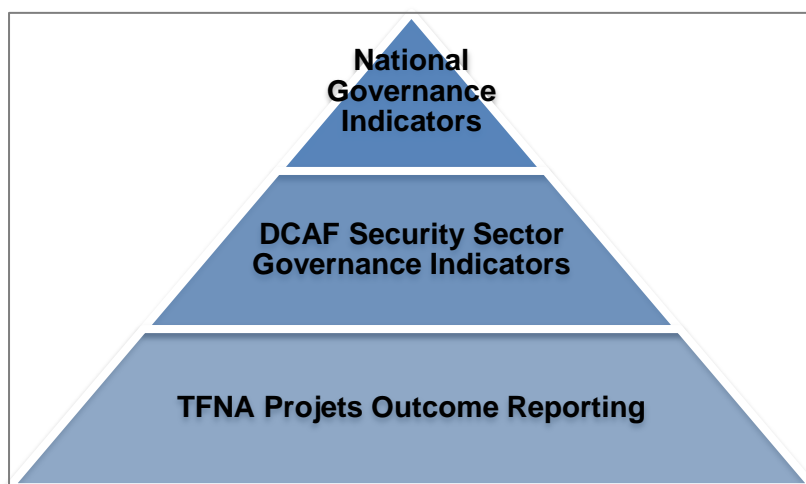 National
Governance
Indicators
DCAF Security Sector
Governance Indicators
TFNA Projets Outcome Reporting